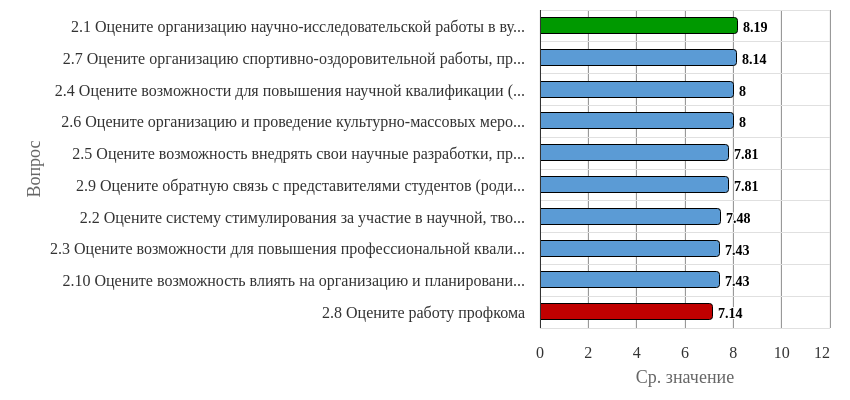 2.1 Оцените организацию научно-исследовательской работы в ву... 8.19
2.7 Оцените организацию спортивно-оздоровительной работы, пр... 8.14
2.4 Оцените возможности для повышения научной квалификации (... 8
2.6 Оцените организацию и проведение культурно-массовых меро... 8
2.5 Оцените возможность внедрять свои научные разработки, пр... 7.81
2.9 Оцените обратную связь с представителями студентов (роди... 7.81
2.2 Оцените систему стимулирования за участие в научной, тво... 7.48
2.3 Оцените возможности для повышения профессиональной квали... 7.43
2.10 Оцените возможность влиять на организацию и планировани... 7.43
2.8 Оцените работу профкома 7.14
Вопрос
0 2 4 6 8 10 12
Ср. значение